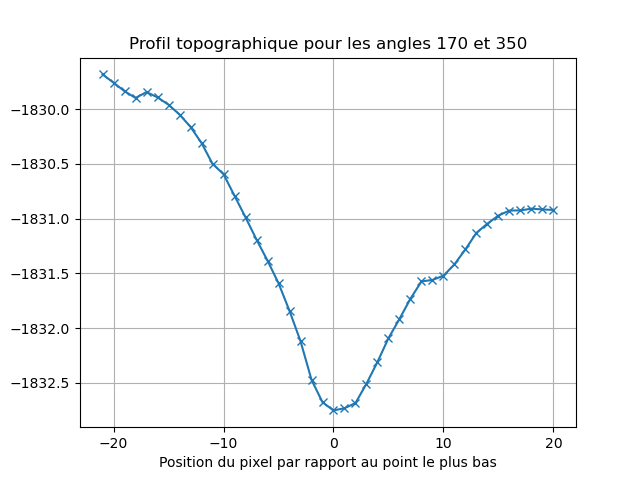 Profil topographique pour les angles 170 et 350
−1830.0
−1830.5
−1831.0
−1831.5
−1832.0
−1832.5
−20 −10 0 10 20
Position du pixel par rapport au point le plus bas